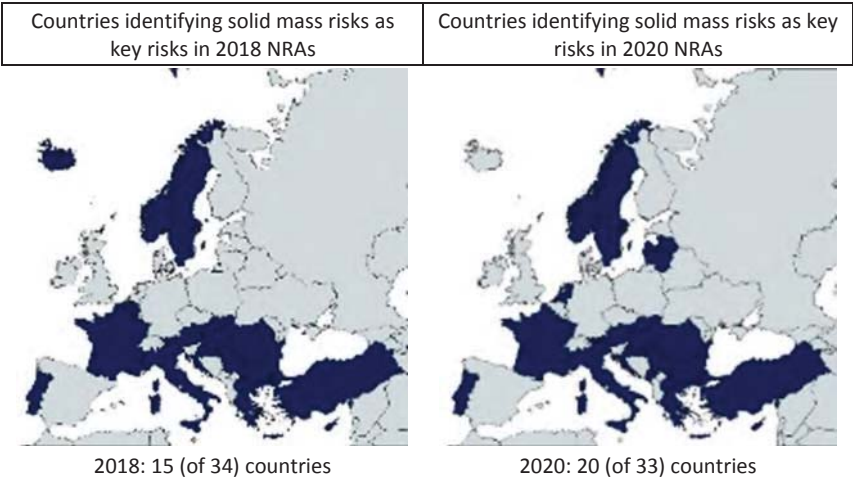 Countries identifying solid mass risks as
key risks in 2018 NRAs
Countries identifying solid mass risks as key
risks in 2020 NRAs
2018: 15 (of 34) countries
2020: 20 (of 33) countries